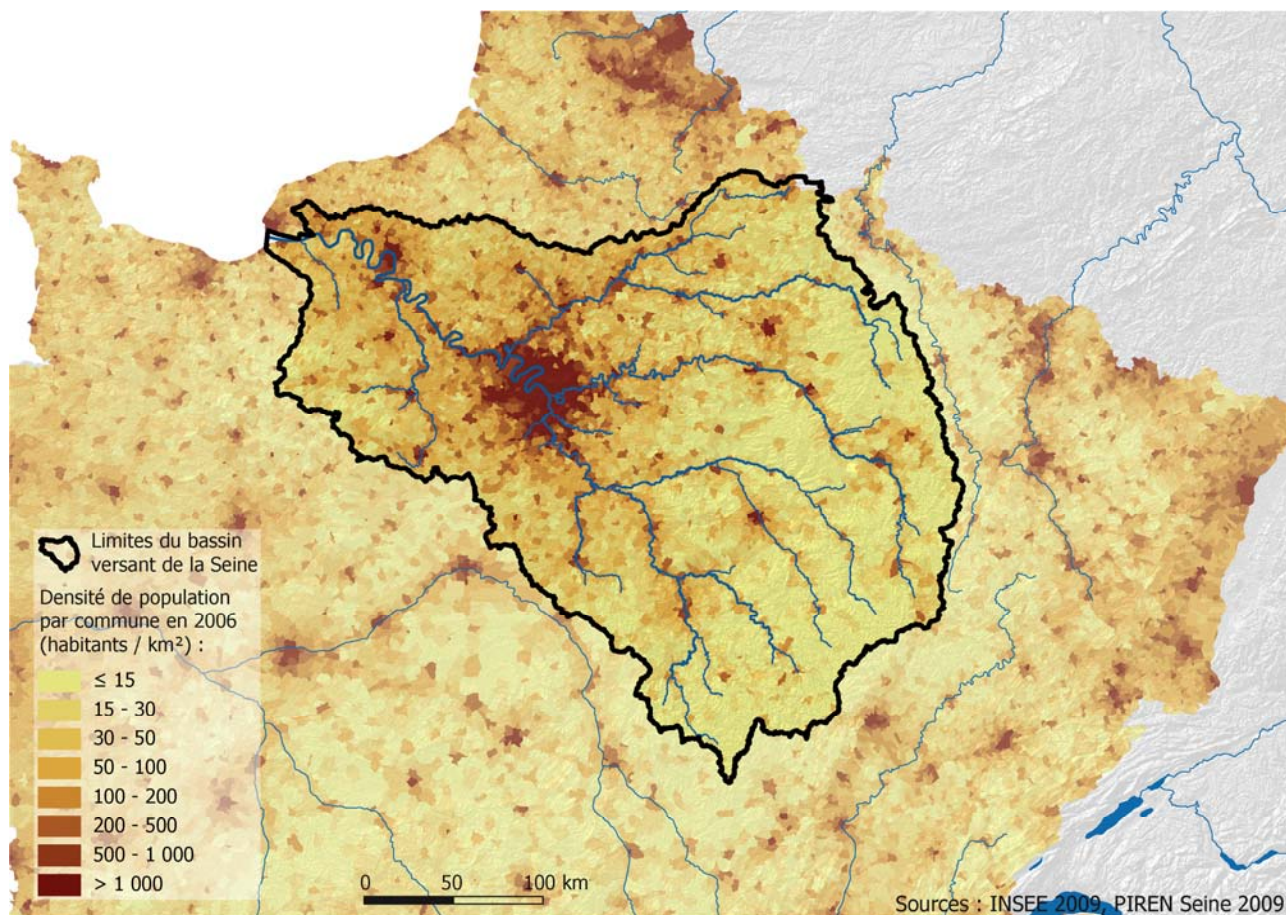 Limites du bassin
versant de la Seine
Densité de population
par commune en 2006
(habitants / km²) :
≤ 15
15 - 30
30 - 50
50 - 100
100 - 200
200 - 500
500 - 1 000
> 1 000
0 50 100 km
Sources : INSEE 2009, PIREN Seine 2009